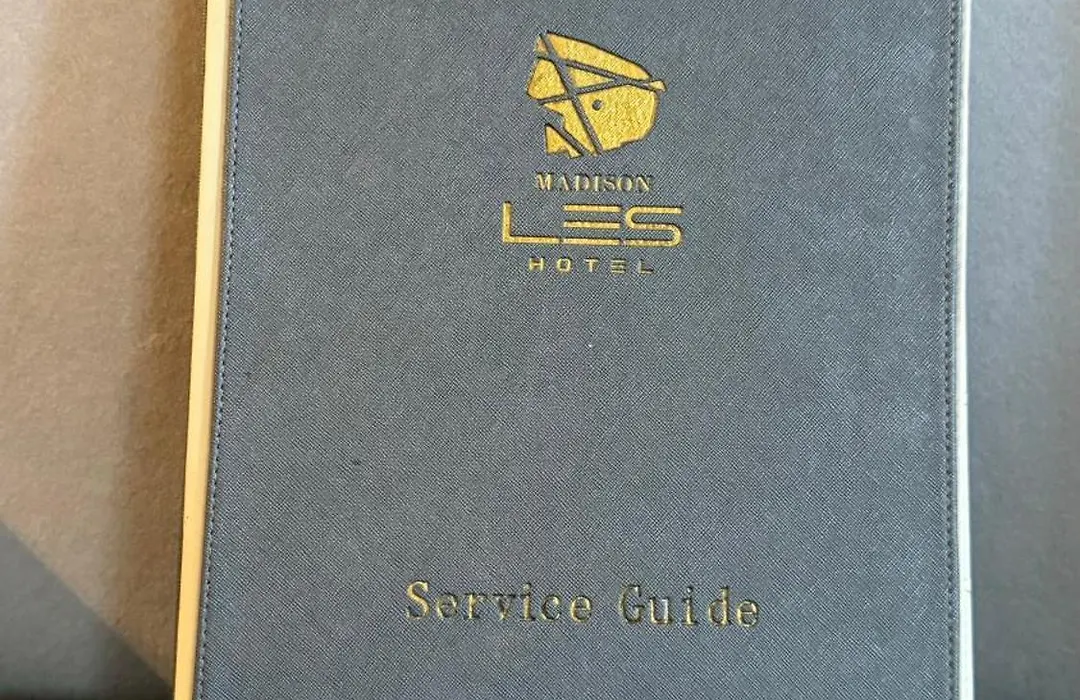 MADISON
LES
HOTEL
Service Guide